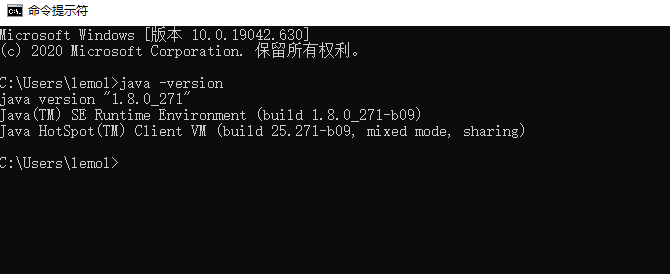 命令提示符
Microsoft Windows [版本 10.0.19042.630]
(c) 2020 Microsoft Corporation. 保留所有权利。
C:\Users\lemol>java -version
java version "1.8.0_271"
Java(TM) SE Runtime Environment (build 1.8.0_271-b09)
Java HotSpot(TM) Client VM (build 25.271-b09, mixed mode, sharing)
C:\Users\lemol>